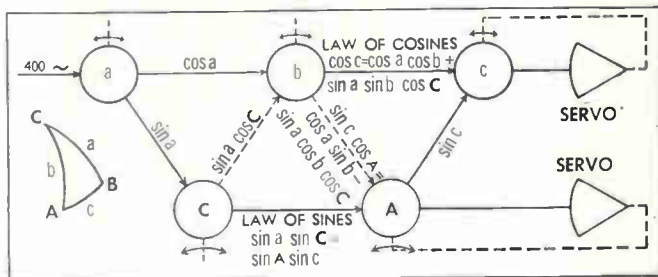 400 ~
a
cos a
b
LAW OF COSINES
cos c=cos a cos b +
sin a sin b cos C
c
SERVO
sin a
sin a cos C
sin c cos A =
cos a sin b -
sin a cos b cos C
sin c
SERVO
C
a
b
B
A
c
C
LAW OF SINES
sin a sin C
sin A sin c
A